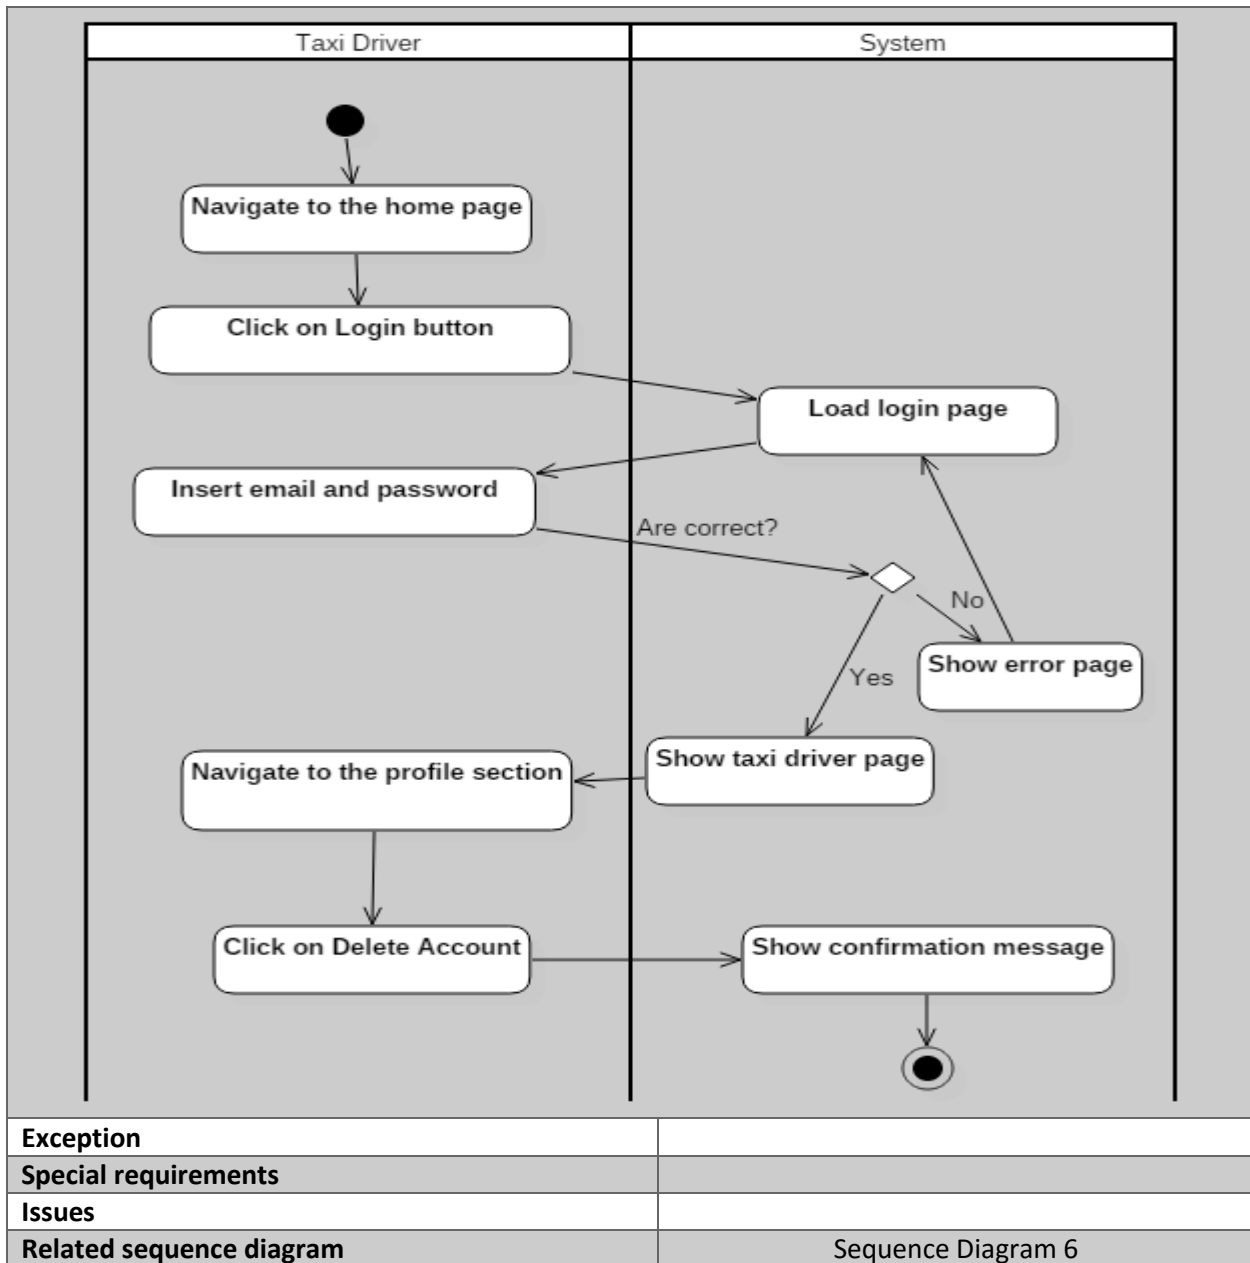 Taxi Driver
System
Navigate to the home page
Click on Login button
Load login page
Insert email and password
Are correct?
No
Show error page
Yes
Show taxi driver page
Navigate to the profile section
Click on Delete Account
Show confirmation message
Exception
Special requirements
Issues
Related sequence diagram
Sequence Diagram 6